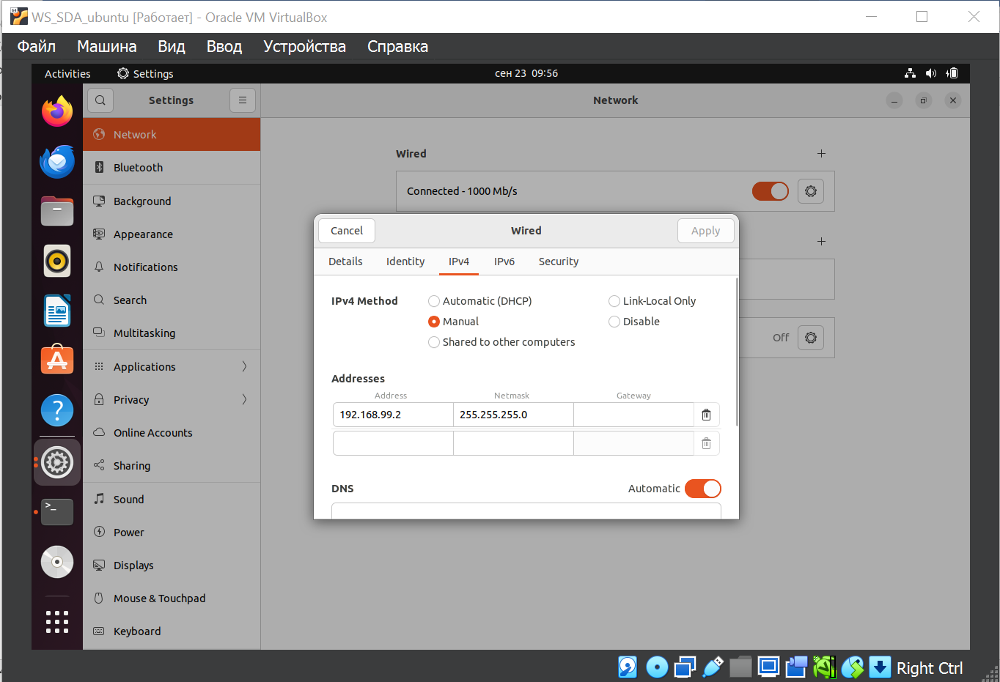 WS_SDA_ubuntu [Работает] - Oracle VM VirtualBox
Файл Машина Вид Ввод Устройства Справка
Activities Settings сен 23 09:56
Settings Network
Network
Bluetooth
Background
Appearance
Notifications
Search
Multitasking
Applications
Privacy
Online Accounts
Sharing
Sound
Power
Displays
Mouse & Touchpad
Keyboard
Wired
Connected - 1000 Mb/s
Off
Cancel Wired Apply
Details Identity IPv4 IPv6 Security
IPv4 Method Automatic (DHCP) Link-Local Only
Manual Disable
Shared to other computers
Addresses
Address Netmask Gateway
192.168.99.2 255.255.255.0
DNS Automatic
Right Ctrl